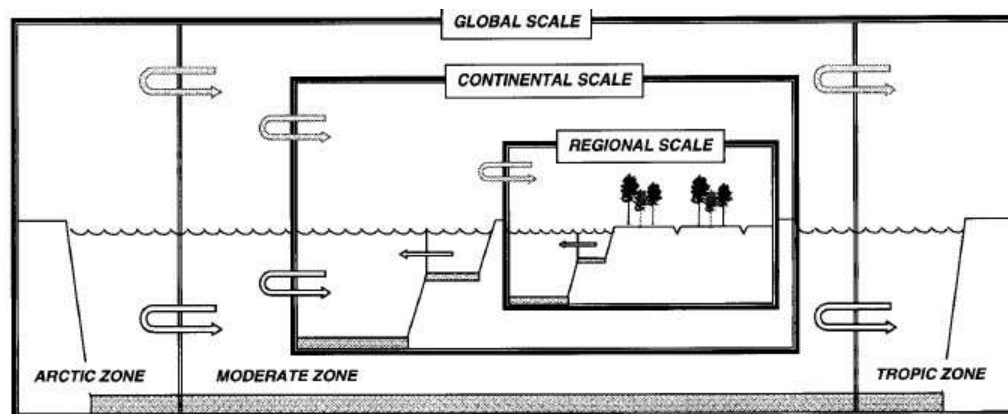 GLOBAL SCALE
CONTINENTAL SCALE
REGIONAL SCALE
ARCTIC ZONE
MODERATE ZONE
TROPIC ZONE